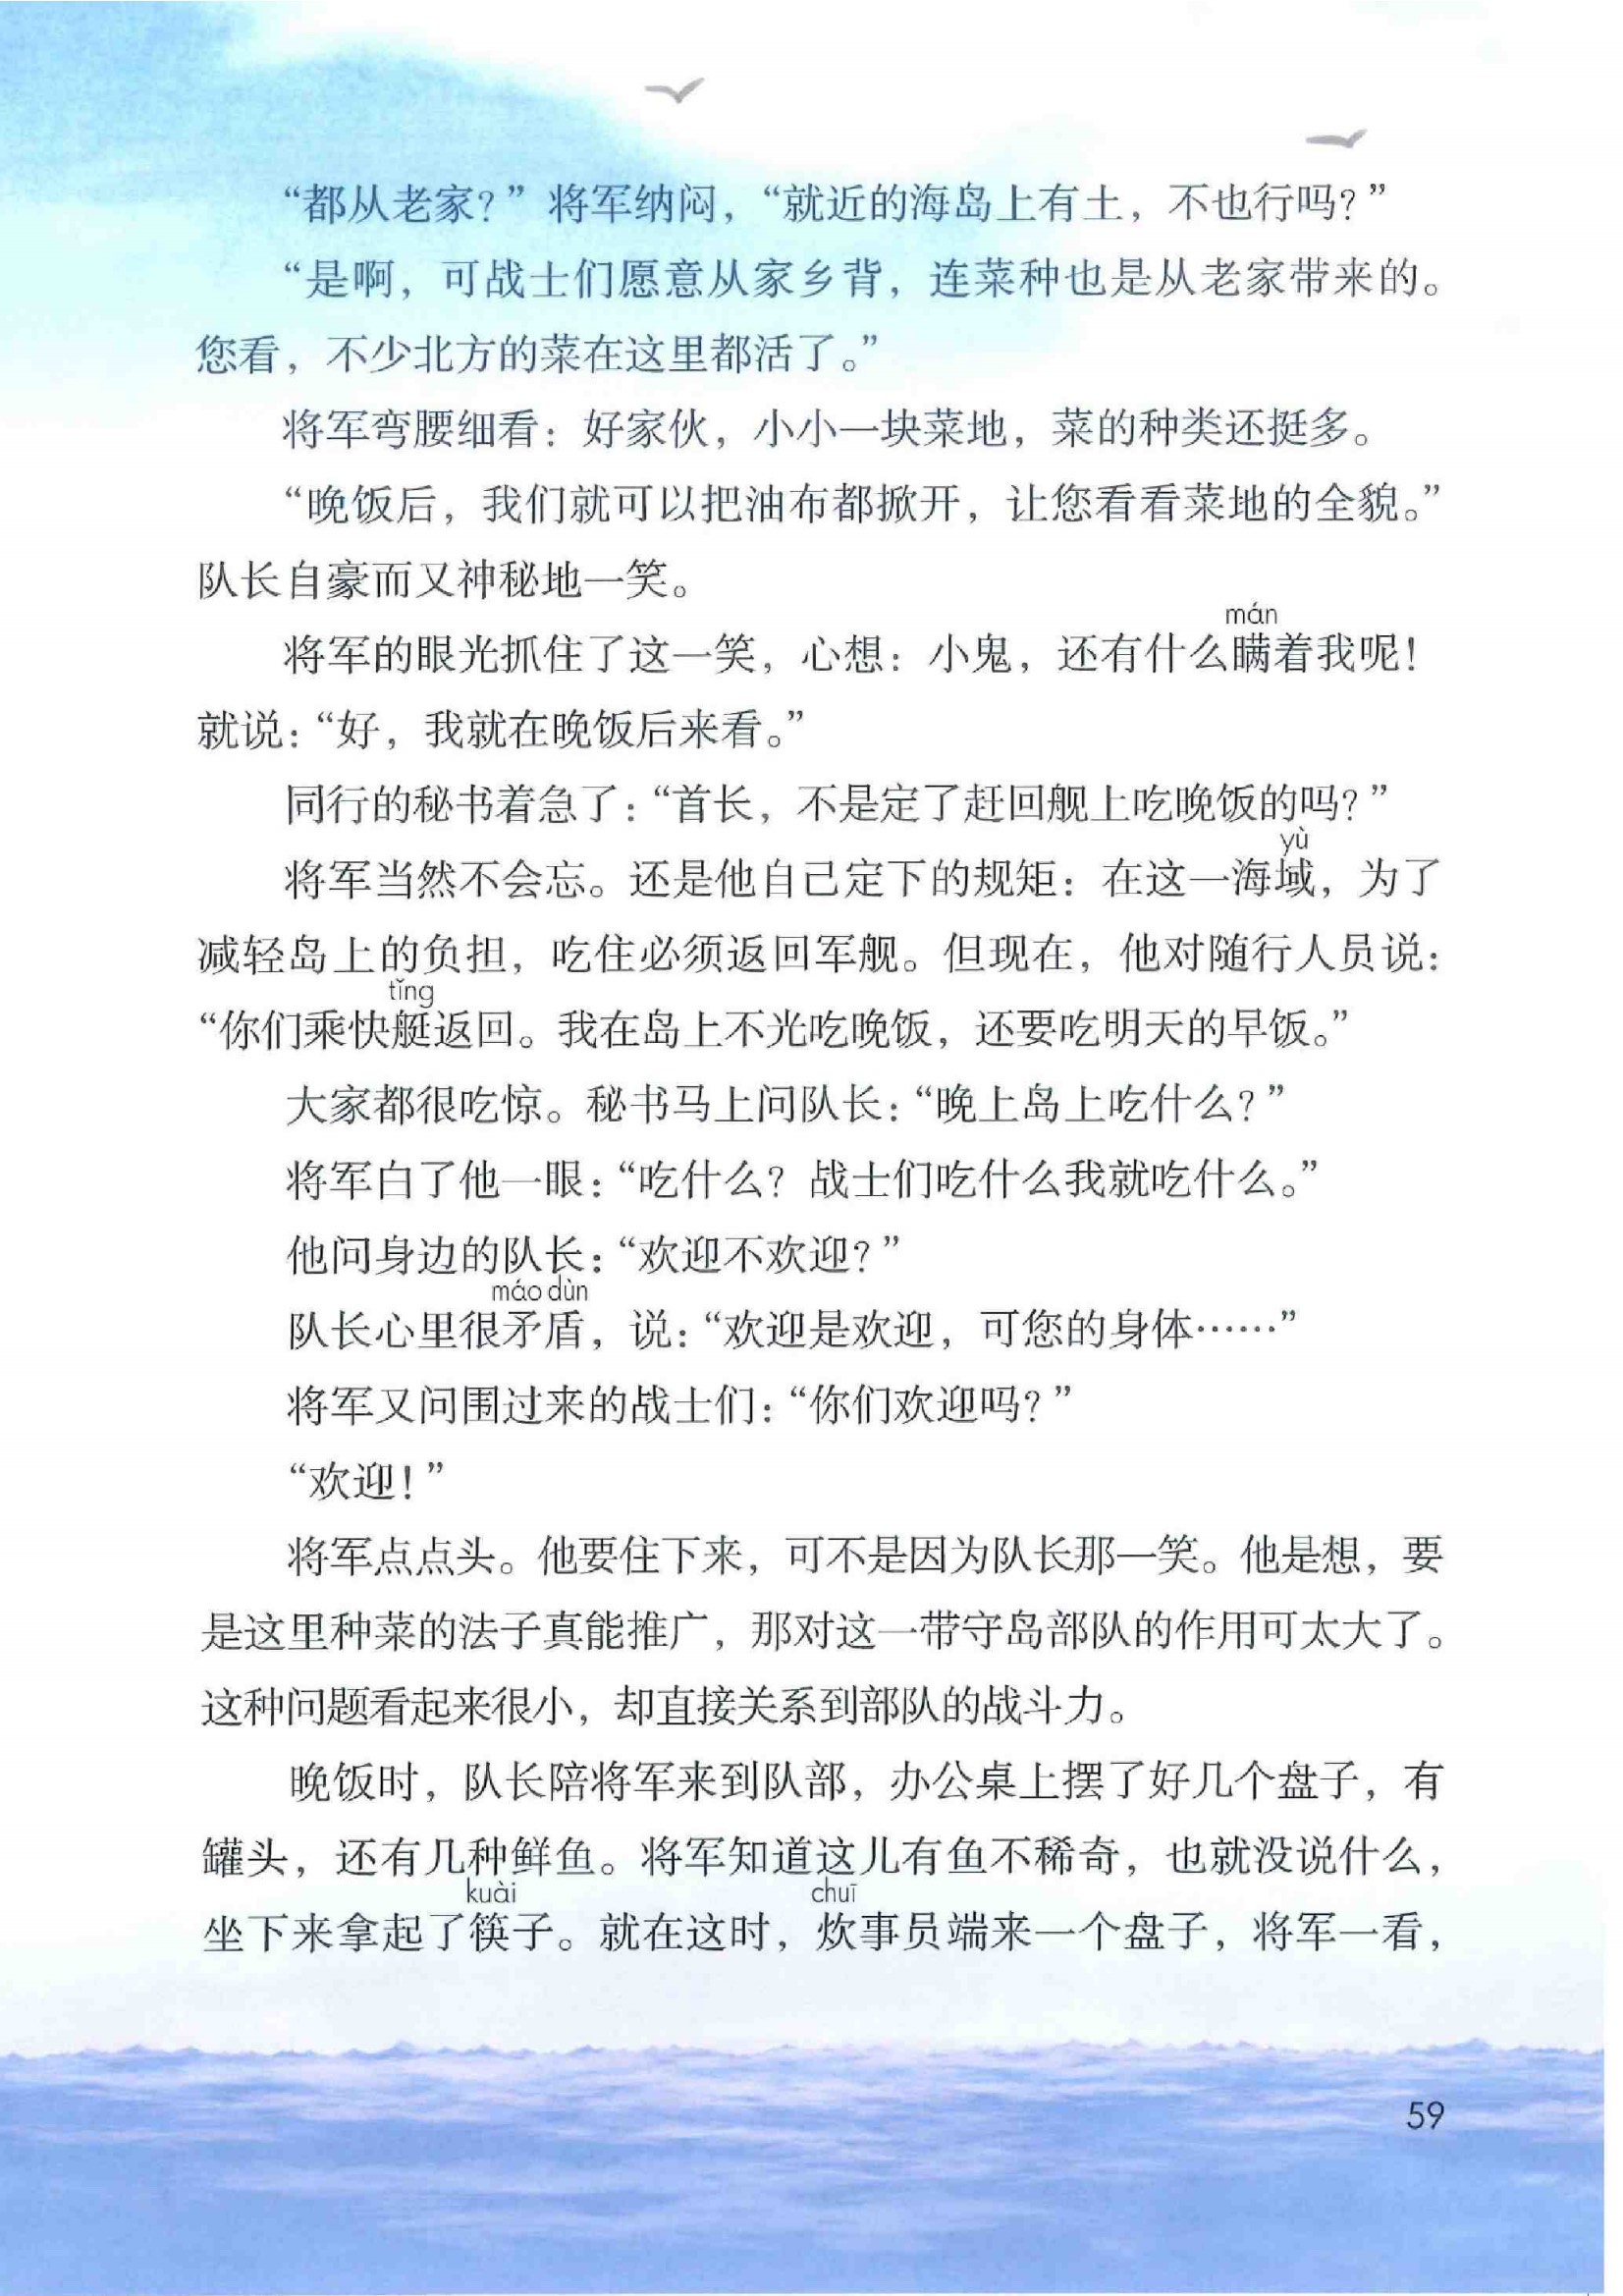 “都从老家？”将军纳闷，“就近的海岛上有土，不也行吗？”
“是啊，可战士们愿意从家乡背，连菜种也是从老家带来的。
您看，不少北方的菜在这里都活了。”
将军弯腰细看：好家伙，小小一块菜地，菜的种类还挺多。
“晚饭后，我们就可以把油布都掀开，让您看看菜地的全貌。”
队长自豪而又神秘地一笑。
mán
将军的眼光抓住了这一笑，心想：小鬼，还有什么瞒着我呢！
就说：“好，我就在晚饭后来看。”
同行的秘书着急了：“首长，不是定了赶回舰上吃晚饭的吗？”
yù
将军当然不会忘。还是他自己定下的规矩：在这一海域，为了
减轻岛上的负担，吃住必须返回军舰。但现在，他对随行人员说：
tǐng
“你们乘快艇返回。我在岛上不光吃晚饭，还要吃明天的早饭。”
大家都很吃惊。秘书马上问队长：“晚上岛上吃什么？”
将军白了他一眼：“吃什么？战士们吃什么我就吃什么。”
他问身边的队长：“欢迎不欢迎？”
máo dùn
队长心里很矛盾，说：“欢迎是欢迎，可您的身体……”
将军又问围过来的战士们：“你们欢迎吗？”
“欢迎！”
将军点点头。他要住下来，可不是因为队长那一笑。他是想，要
是这里种菜的法子真能推广，那对这一带守岛部队的作用可太大了。
这种问题看起来很小，却直接关系到部队的战斗力。
晚饭时，队长陪将军来到队部，办公桌上摆了好几个盘子，有
罐头，还有几种鲜鱼。将军知道这儿有鱼不稀奇，也就没说什么，
kuài chuī
坐下来拿起了筷子。就在这时，炊事员端来一个盘子，将军一看，
59